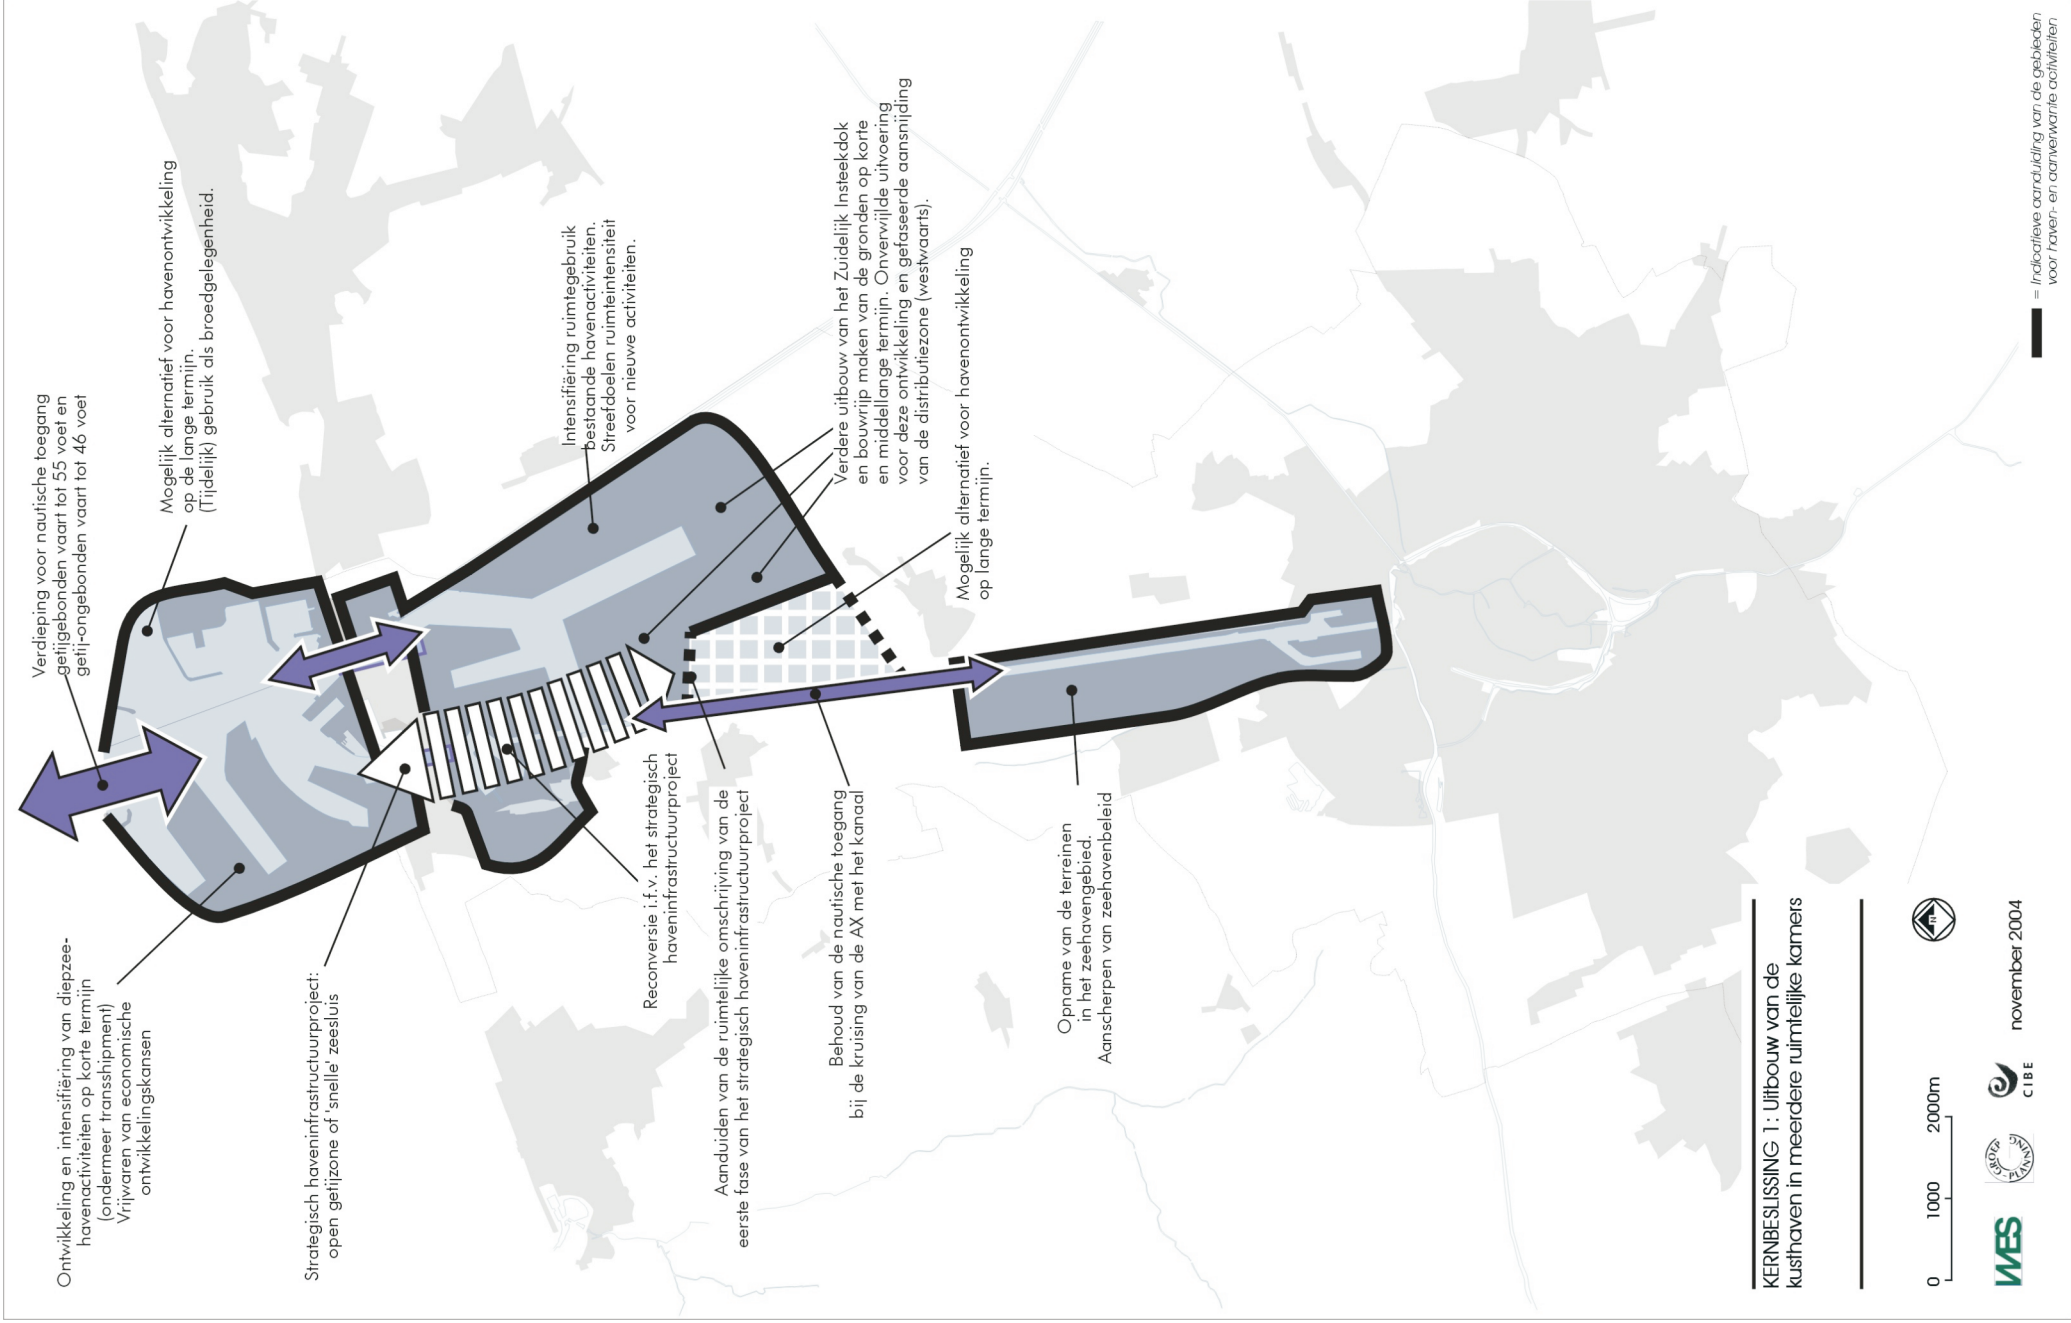 Verdieping voor nautische toegang
getijgebonden vaart tot 55 voet en
getij-ongebonden vaart tot 46 voet
Mogelijk alternatief voor havenontwikkeling
op de lange termijn.
(Tijdelijk) gebruik als broedgelegenheid.
Intensifiëring ruimtegebruik
bestaande havenactiviteiten.
Streefdoelen ruimteintensiteit
voor nieuwe activiteiten.
Verdere uitbouw van het Zuidelijk Insteekdok
en bouwrijp maken van de gronden op korte
en middellange termijn. Onverwijlde uitvoering
voor deze ontwikkeling en gefaseerde aansnijding
van de distributiezone (westwaarts).
Mogelijk alternatief voor havenontwikkeling
op lange termijn.
Ontwikkeling en intensifiëring van diepzee-
havenactiviteiten op korte termijn
(ondermeer transshipment)
Vrijwaren van economische
ontwikkelingskansen
Strategisch haveninfrastructuurproject:
open getijzone of 'snelle' zeesluis
Reconversie i.f.v. het strategisch
haveninfrastructuurproject
Aanduiden van de ruimtelijke omschrijving van de
eerste fase van het strategisch haveninfrastructuurproject
Behoud van de nautische toegang
bij de kruising van de AX met het kanaal
Opname van de terreinen
in het zeehavengebied.
Aanscherpen van zeehavenbeleid
KERNBESLISSING 1: Uitbouw van de
kusthaven in meerdere ruimtelijke kamers
N
0 1000 2000m
WES
GROEP
PLANNING
CIBE
november 2004
= Indicatieve aanduiding van de gebieden
voor haven- en aanverwante activiteiten